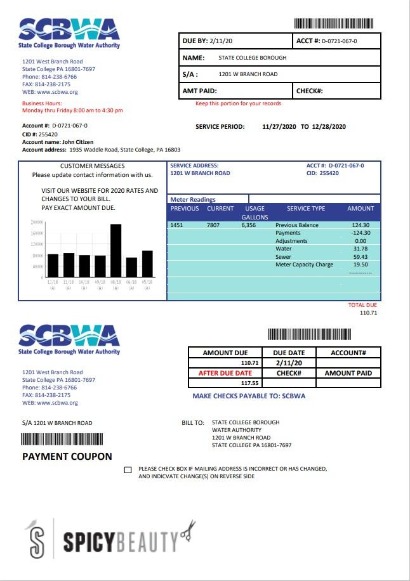 SCBWA
State College Borough Water Authority
1201 West Branch Road
State College PA 16801-7697
Phone: 814-238-6766
FAX: 814-238-2175
WEB: www.scbwa.org
Business Hours:
Monday thru Friday 8:00 am to 4:30 pm
DUE BY: 2/11/20 ACCT #: D-0721-067-0
NAME: STATE COLLEGE BOROUGH
S/A : 1201 W BRANCH ROAD
AMT PAID: CHECK#:
Keep this portion for your records
Account #: D-0721-067-0
CID #: 255420
Account name: John Citizen
Account address: 1935 Waddle Road, State College, PA 16803
SERVICE PERIOD: 11/27/2020 TO 12/28/2020
CUSTOMER MESSAGES
Please update contact information with us.
VISIT OUR WEBSITE FOR 2020 RATES AND
CHANGES TO YOUR BILL.
PAY EXACT AMOUNT DUE.
SERVICE ADDRESS: ACCT #: D-0721-067-0
1201 W BRANCH ROAD CID: 255420
Meter Readings
PREVIOUS CURRENT USAGE SERVICE TYPE AMOUNT
GALLONS
1451 7807 6,356 Previous Balance 124.30
Payments -124.30
Adjustments 0.00
Water 31.78
Sewer 59.43
Meter Capacity Charge 19.50
TOTAL DUE
110.71
SCBWA
State College Borough Water Authority
1201 West Branch Road
State College PA 16801-7697
Phone: 814-238-6766
FAX: 814-238-2175
WEB: www.scbwa.org
AMOUNT DUE DUE DATE ACCOUNT#
110.71 2/11/20
AFTER DUE DATE CHECK# AMOUNT PAID
117.55
MAKE CHECKS PAYABLE TO: SCBWA
S/A 1201 W BRANCH ROAD
BILL TO: STATE COLLEGE BOROUGH
WATER AUTHORITY
1201 W BRANCH ROAD
STATE COLLEGE PA 16801-7697
PAYMENT COUPON
PLEASE CHECK BOX IF MAILING ADDRESS IS INCORRECT OR HAS CHANGED,
AND INDICVATE CHANGE(S) ON REVERSE SIDE
S SPICYBEAUTY